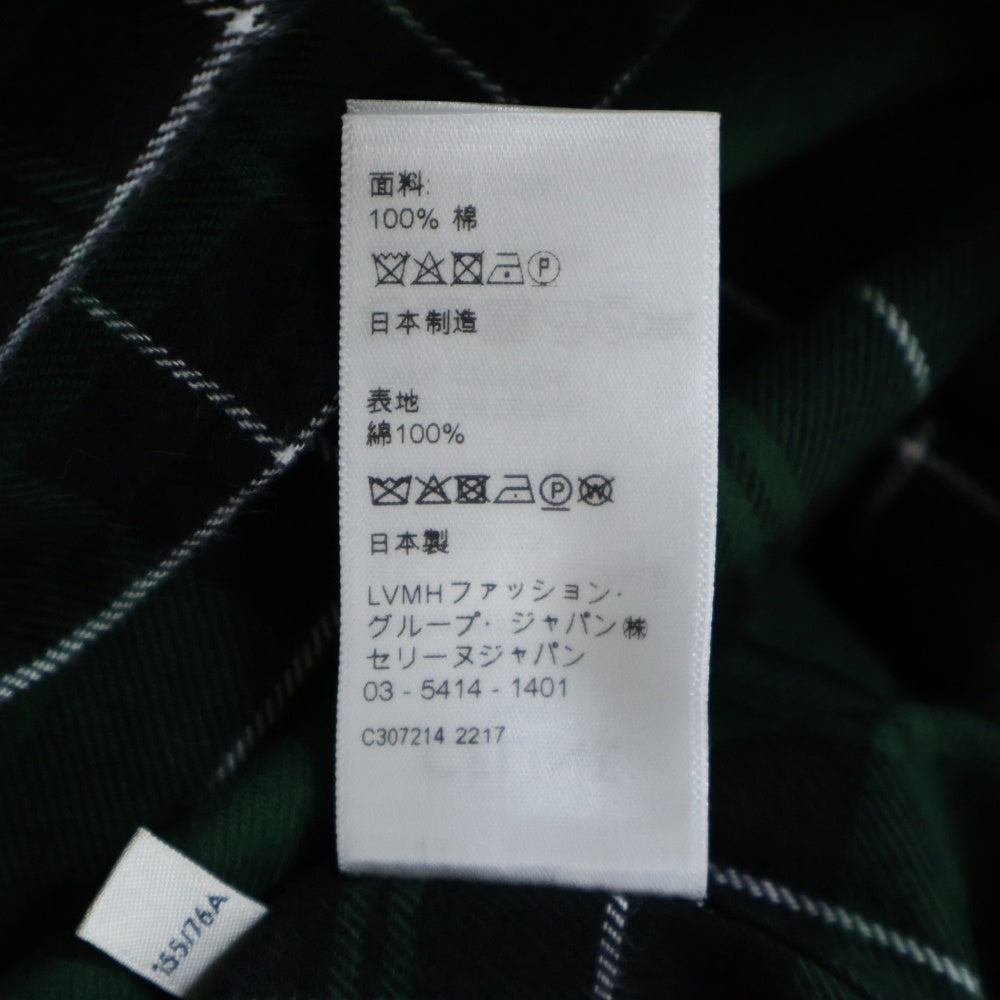 面料:
100% 棉
P
日本制造
表地
綿100%
P W
日本製
LVMHファッション・
グループ・ジャパン㈱
セリーヌジャパン
03 - 5414 - 1401
C307214 2217
155/76A